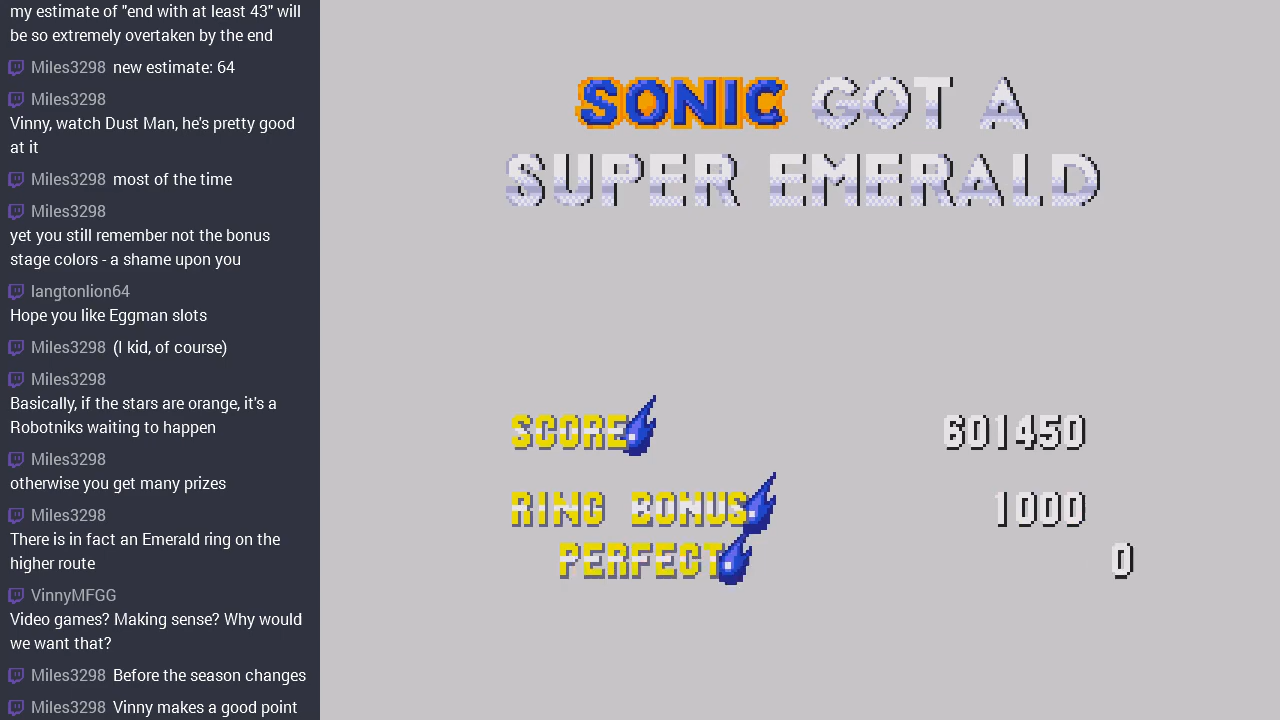 my estimate of "end with at least 43" will
be so extremely overtaken by the end
Miles3298 new estimate: 64
Miles3298
Vinny, watch Dust Man, he's pretty good
at it
Miles3298 most of the time
Miles3298
yet you still remember not the bonus
stage colors - a shame upon you
langtonlion64
Hope you like Eggman slots
Miles3298 (I kid, of course)
Miles3298
Basically, if the stars are orange, it's a
Robotniks waiting to happen
Miles3298
otherwise you get many prizes
Miles3298
There is in fact an Emerald ring on the
higher route
VinnyMFGG
Video games? Making sense? Why would
we want that?
Miles3298 Before the season changes
Miles3298 Vinny makes a good point
SONIC GOT A
SUPER EMERALD
SCORE 601450
RING BONUS 1000
PERFECT 0